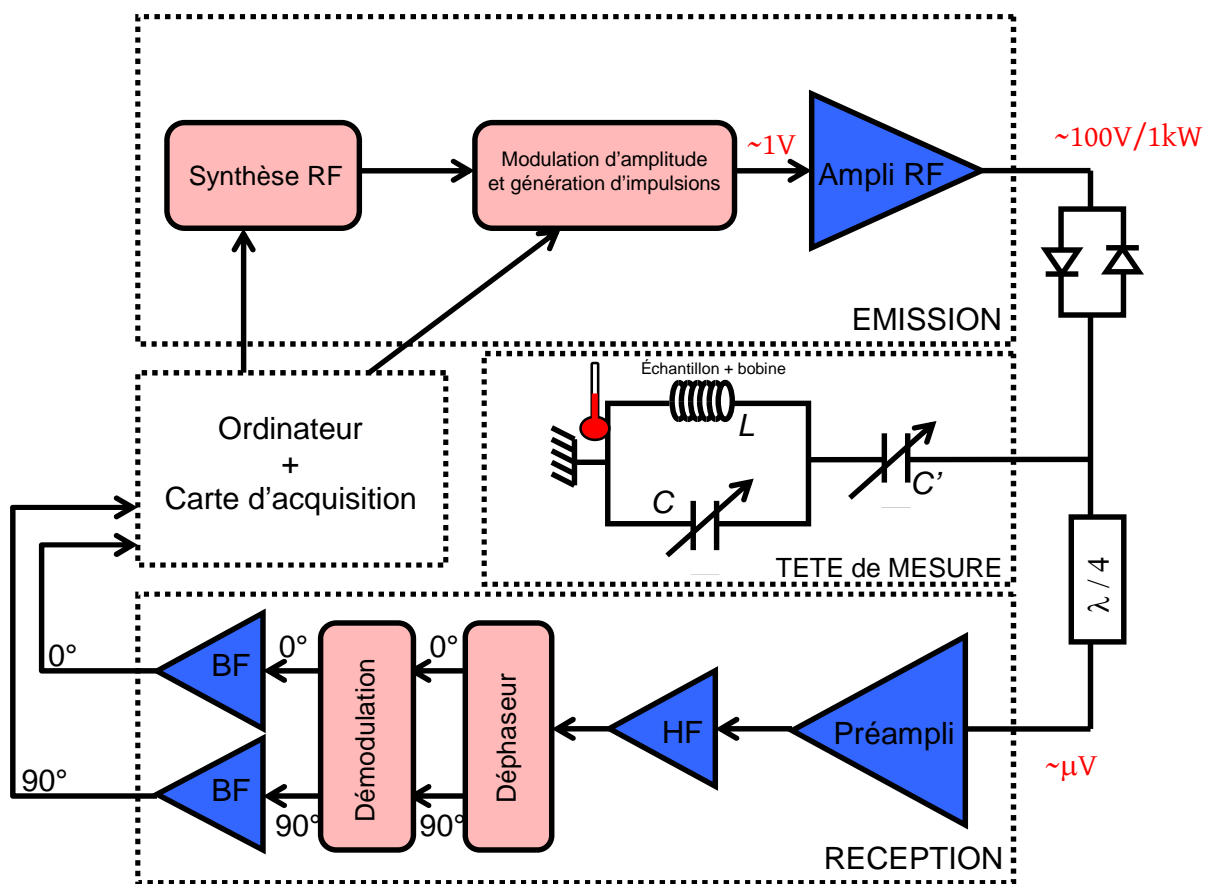 Synthèse RF
Modulation d'amplitude
et génération d'impulsions
~1V
Ampli RF
~100V/1kW
EMISSION
Ordinateur
+
Carte d'acquisition
Échantillon + bobine
L
C
C'
TETE de MESURE
λ / 4
0°
BF
0°
Démodulation
0°
Déphaseur
HF
Préampli
~µV
90°
BF
90°
90°
RECEPTION